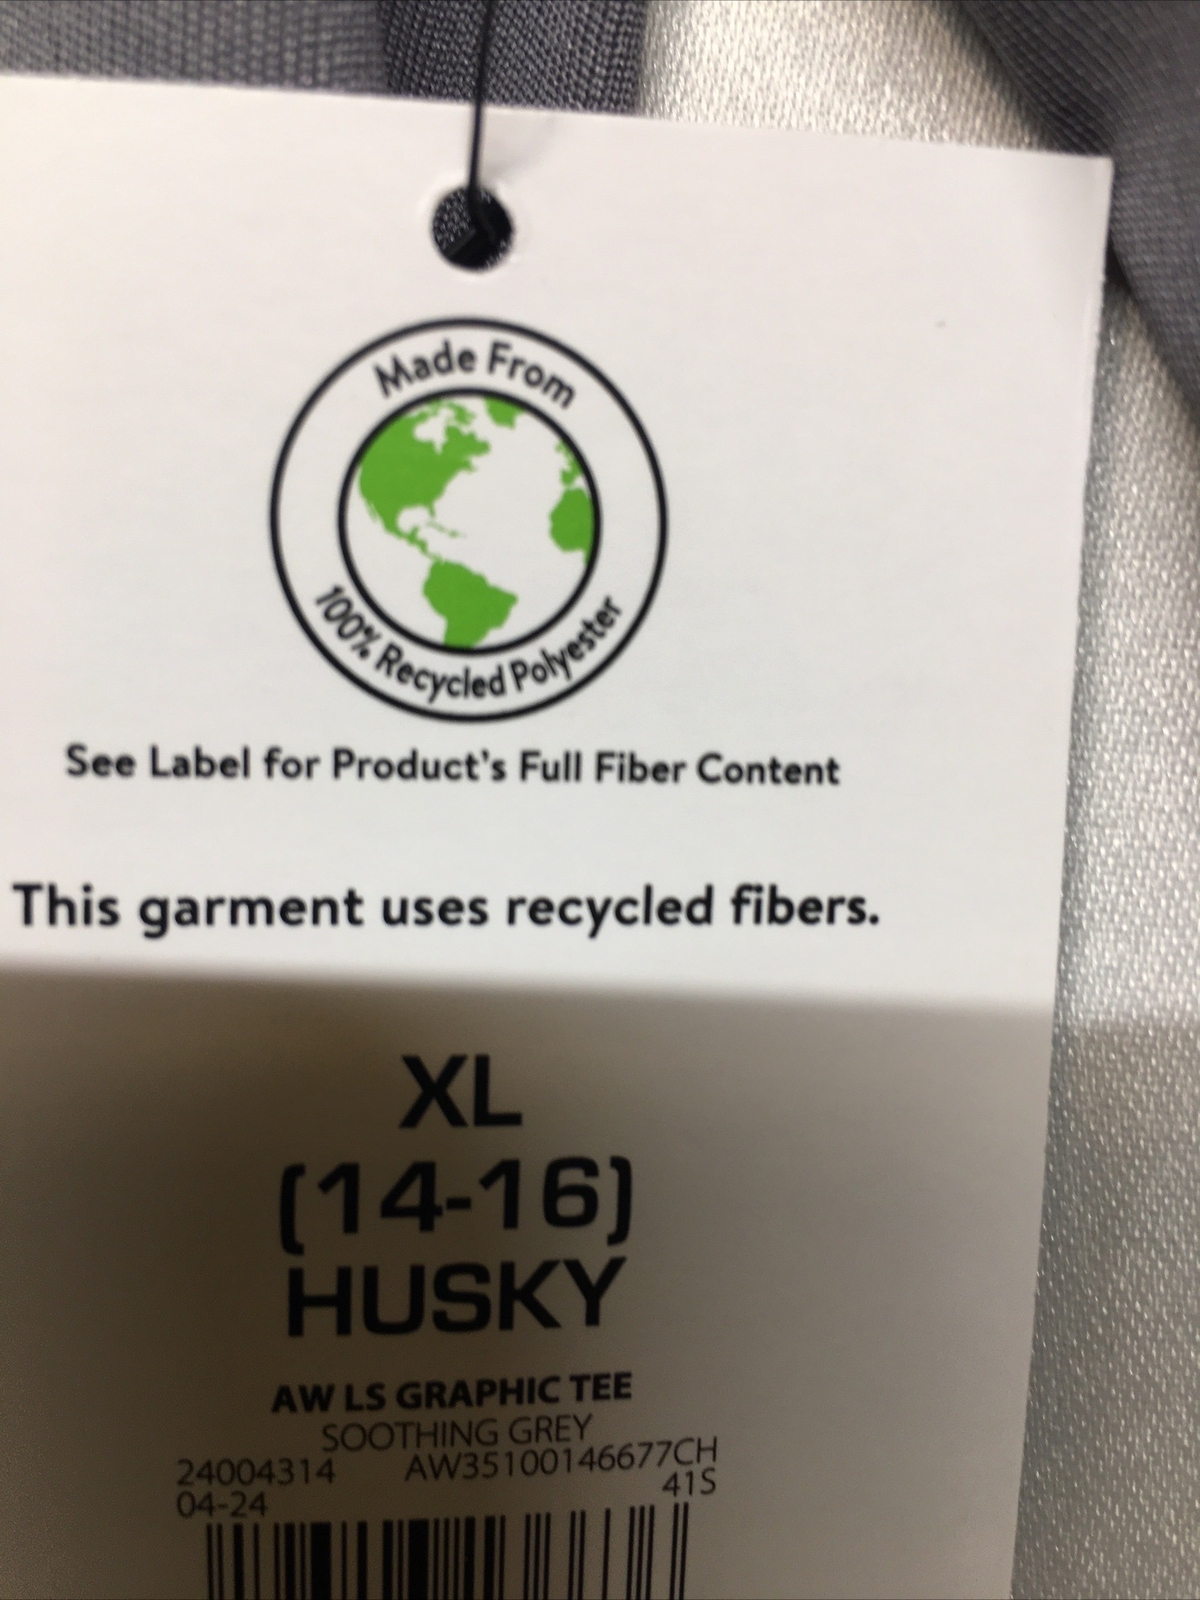 Made From
100% Recycled Polyester
See Label for Product's Full Fiber Content
This garment uses recycled fibers.
XL
(14-16)
HUSKY
AW LS GRAPHIC TEE
SOOTHING GREY
24004314 AW35100146677CH
04-24 41S